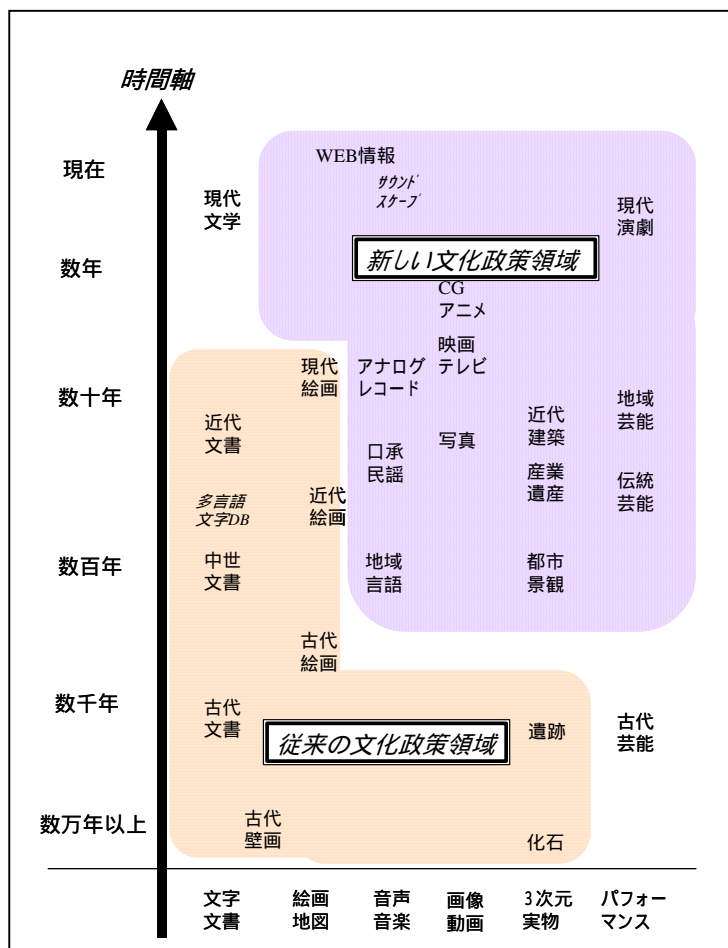 時間軸
現在
WEB情報
サウンド
スケープ
現代
文学
現代
演劇
新しい文化政策領域
数年
CG
アニメ
映画
テレビ
現代
絵画
アナログ
レコード
数十年
地域
芸能
近代
文書
近代
建築
写真
口承
民謡
産業
遺産
伝統
芸能
多言語
文字DB
近代
絵画
数百年
中世
文書
地域
言語
都市
景観
古代
絵画
数千年
古代
文書
従来の文化政策領域
遺跡
古代
芸能
数万年以上
古代
壁画
化石
文字
文書
絵画
地図
音声
音楽
画像
動画
3次元
実物
パフォー
マンス